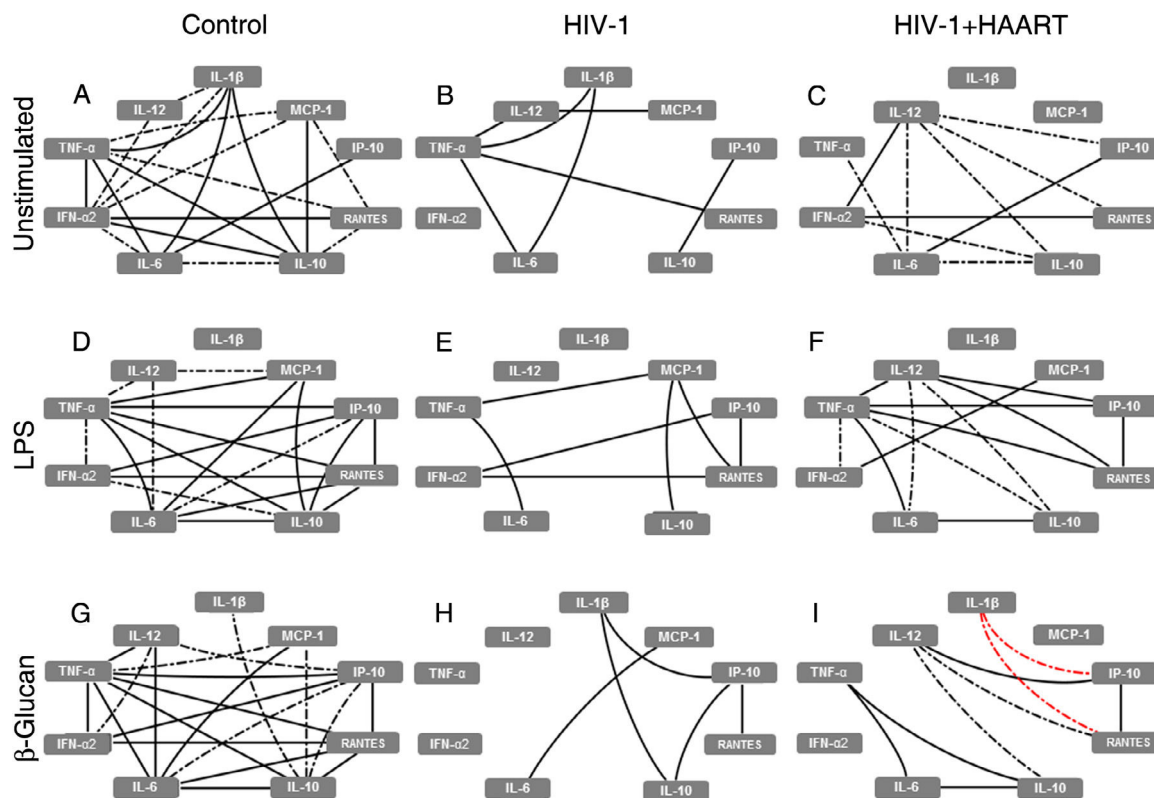 Control HIV-1 HIV-1+HAART
Unstimulated
A
IL-1β
IL-12
MCP-1
TNF-α
IP-10
IFN-α2
RANTES
IL-6
IL-10
B
IL-1β
IL-12
MCP-1
TNF-α
IP-10
IFN-α2
RANTES
IL-6
IL-10
C
IL-1β
IL-12
MCP-1
TNF-α
IP-10
IFN-α2
RANTES
IL-6
IL-10
LPS
D
IL-1β
IL-12
MCP-1
TNF-α
IP-10
IFN-α2
RANTES
IL-6
IL-10
E
IL-1β
IL-12
MCP-1
TNF-α
IP-10
IFN-α2
RANTES
IL-6
IL-10
F
IL-1β
IL-12
MCP-1
TNF-α
IP-10
IFN-α2
RANTES
IL-6
IL-10
β-Glucan
G
IL-1β
IL-12
MCP-1
TNF-α
IP-10
IFN-α2
RANTES
IL-6
IL-10
H
IL-1β
IL-12
MCP-1
TNF-α
IP-10
IFN-α2
RANTES
IL-6
IL-10
I
IL-1β
IL-12
MCP-1
TNF-α
IP-10
IFN-α2
RANTES
IL-6
IL-10